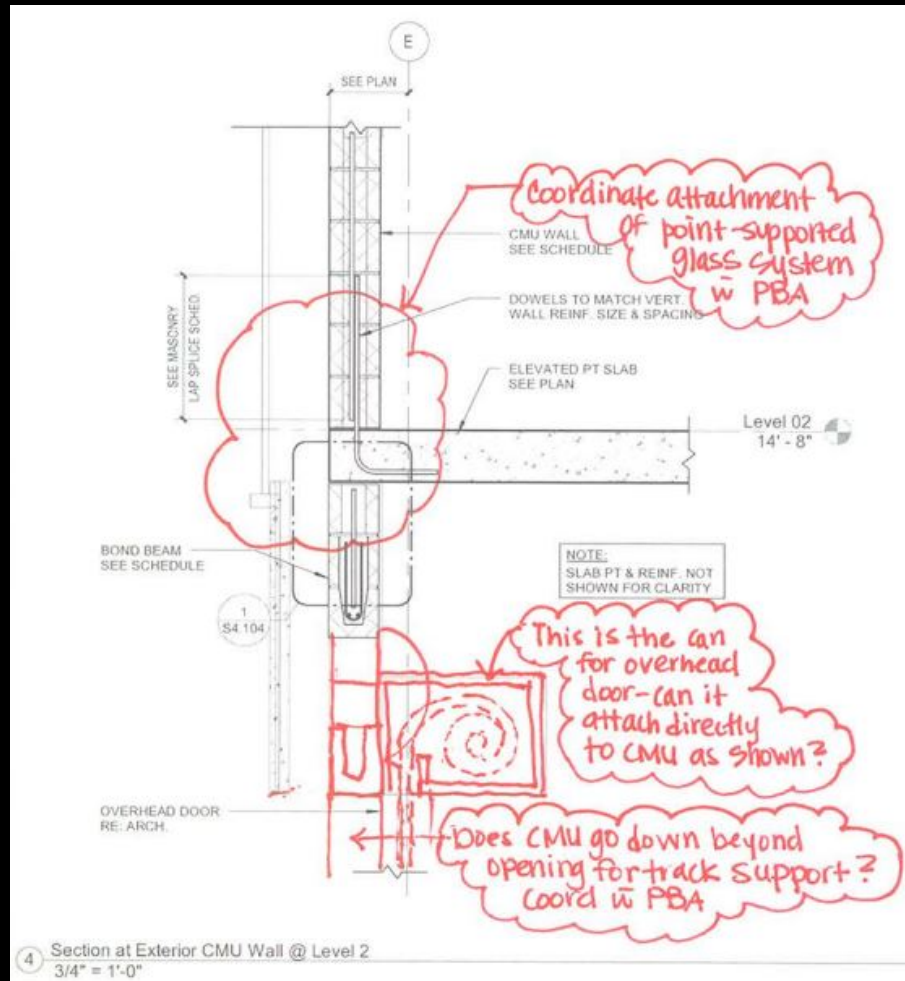 E
SEE PLAN
Coordinate attachment
of point-supported
glass system
w̄ PBA
CMU WALL
SEE SCHEDULE
DOWELS TO MATCH VERT.
WALL REINF. SIZE & SPACING
SEE MASONRY
LAP SPLICE SCHED.
ELEVATED PT SLAB
SEE PLAN
Level 02
14' - 8"
BOND BEAM
SEE SCHEDULE
NOTE:
SLAB PT & REINF. NOT
SHOWN FOR CLARITY
1
S4.104
This is the can
for overhead
door-can it
attach directly
to CMU as shown?
OVERHEAD DOOR
RE: ARCH.
Does CMU go down beyond
opening for track support?
Coord w̄ PBA
4 Section at Exterior CMU Wall @ Level 2
3/4" = 1'-0"